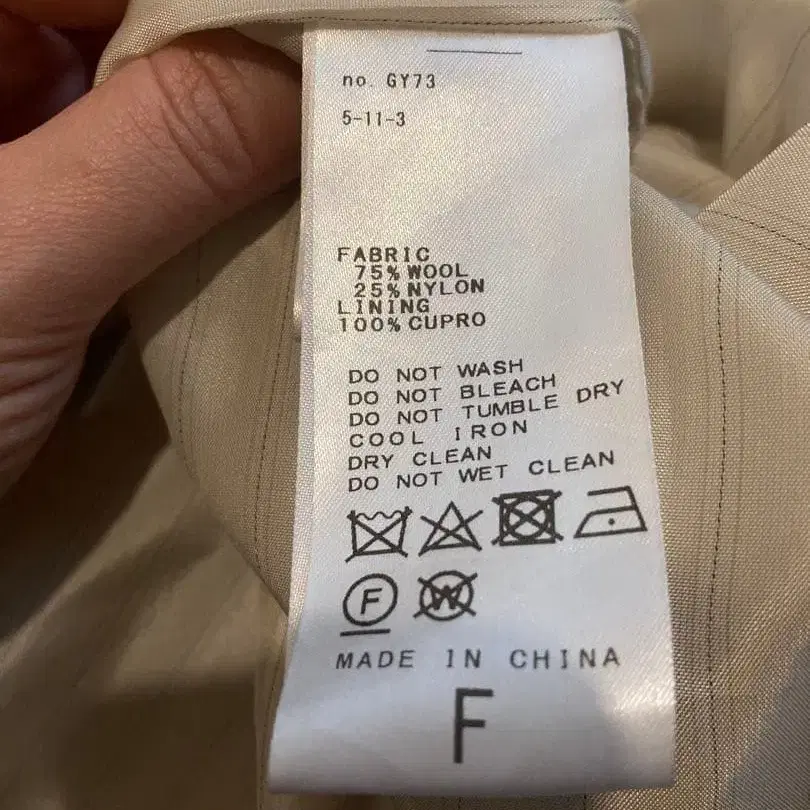 no. GY73
5-11-3
FABRIC
75% WOOL
25% NYLON
LINING
100% CUPRO
DO NOT WASH
DO NOT BLEACH
DO NOT TUMBLE DRY
COOL IRON
DRY CLEAN
DO NOT WET CLEAN
F W
MADE IN CHINA
F